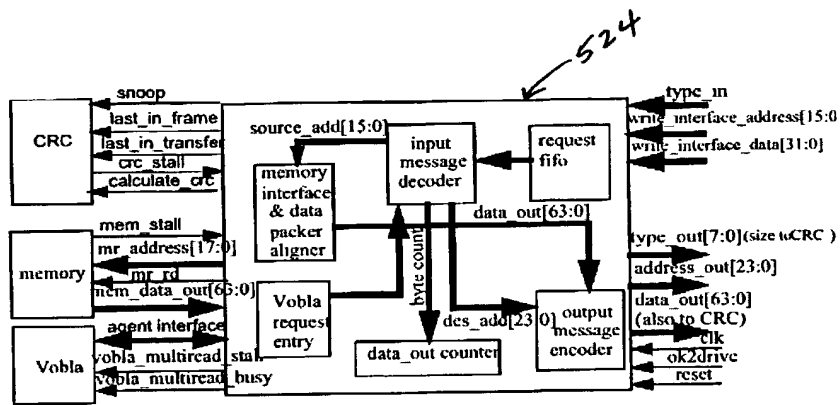 524
snoop
last_in_frame
last_in_transfer
crc_stall
calculate_crc
CRC
mem_stall
mr_address[17:0]
mr_rd
mem_data_out[63:0]
memory
agent interface
vobla_multiread_stall
vobla_multiread_busy
Vobla
source_add[15:0]
memory
interface
& data
packer
aligner
input
message
decoder
request
fifo
data_out[63:0]
byte count
Vobla
request
entry
des_add[23:0]
data_out counter
output
message
encoder
type_in
write_interface_address[15:0
write_interface_data[31:0]
type_out[7:0](size toCRC )
address_out[23:0]
data_out[63:0]
(also to CRC)
clk
ok2drive
reset